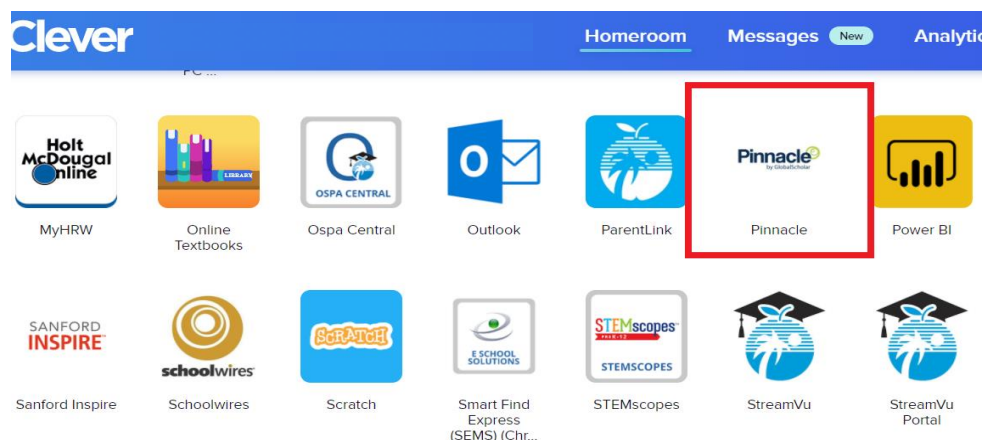 Clever
Homeroom
Messages New
Analytic
PC ...
Holt
McDougal
Online
LIBRARY
OSPA CENTRAL
O
Pinnacle
by GlobalScholar
MyHRW
Online
Textbooks
Ospa Central
Outlook
ParentLink
Pinnacle
Power BI
SANFORD
INSPIRE
schoolwires
SCRATCH
E SCHOOL
SOLUTIONS
STEMscopes
PreK-12
STEMSCOPES
Sanford Inspire
Schoolwires
Scratch
Smart Find
Express
(SEMS) (Chr...
STEMscopes
StreamVu
StreamVu
Portal